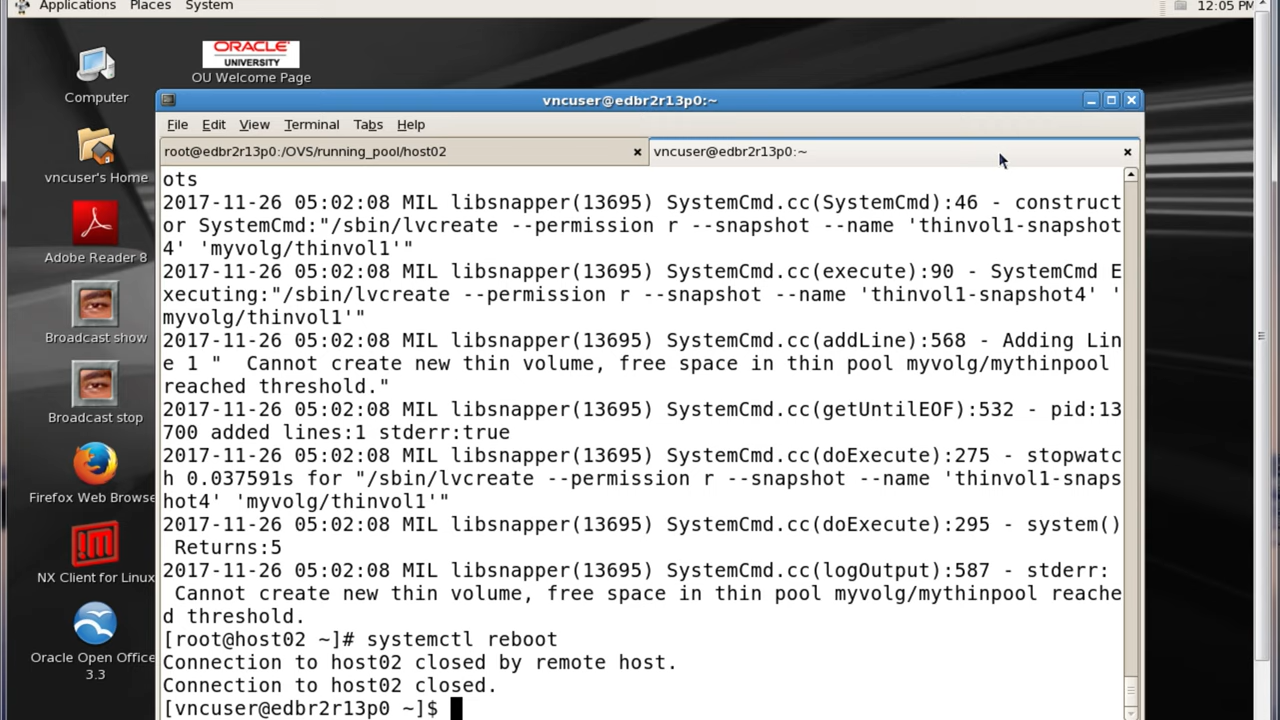 Applications Places System 12:05 PM
ORACLE
UNIVERSITY
OU Welcome Page
Computer
vncuser's Home
Adobe Reader 8
Broadcast show
Broadcast stop
Firefox Web Browse
NX Client for Linux
Oracle Open Office
3.3
vncuser@edbr2r13p0:~
File Edit View Terminal Tabs Help
root@edbr2r13p0:/OVS/running_pool/host02 vncuser@edbr2r13p0:~
ots
2017-11-26 05:02:08 MIL libsnapper(13695) SystemCmd.cc(SystemCmd):46 - construct
or SystemCmd:"/sbin/lvcreate --permission r --snapshot --name 'thinvol1-snapshot
4' 'myvolg/thinvol1'"
2017-11-26 05:02:08 MIL libsnapper(13695) SystemCmd.cc(execute):90 - SystemCmd E
xecuting:"/sbin/lvcreate --permission r --snapshot --name 'thinvol1-snapshot4' '
myvolg/thinvol1'"
2017-11-26 05:02:08 MIL libsnapper(13695) SystemCmd.cc(addLine):568 - Adding Lin
e 1 "  Cannot create new thin volume, free space in thin pool myvolg/mythinpool
reached threshold."
2017-11-26 05:02:08 MIL libsnapper(13695) SystemCmd.cc(getUntilEOF):532 - pid:13
700 added lines:1 stderr:true
2017-11-26 05:02:08 MIL libsnapper(13695) SystemCmd.cc(doExecute):275 - stopwatc
h 0.037591s for "/sbin/lvcreate --permission r --snapshot --name 'thinvol1-snaps
hot4' 'myvolg/thinvol1'"
2017-11-26 05:02:08 MIL libsnapper(13695) SystemCmd.cc(doExecute):295 - system()
Returns:5
2017-11-26 05:02:08 MIL libsnapper(13695) SystemCmd.cc(logOutput):587 - stderr:
Cannot create new thin volume, free space in thin pool myvolg/mythinpool reache
d threshold.
[root@host02 ~]# systemctl reboot
Connection to host02 closed by remote host.
Connection to host02 closed.
[vncuser@edbr2r13p0 ~]$